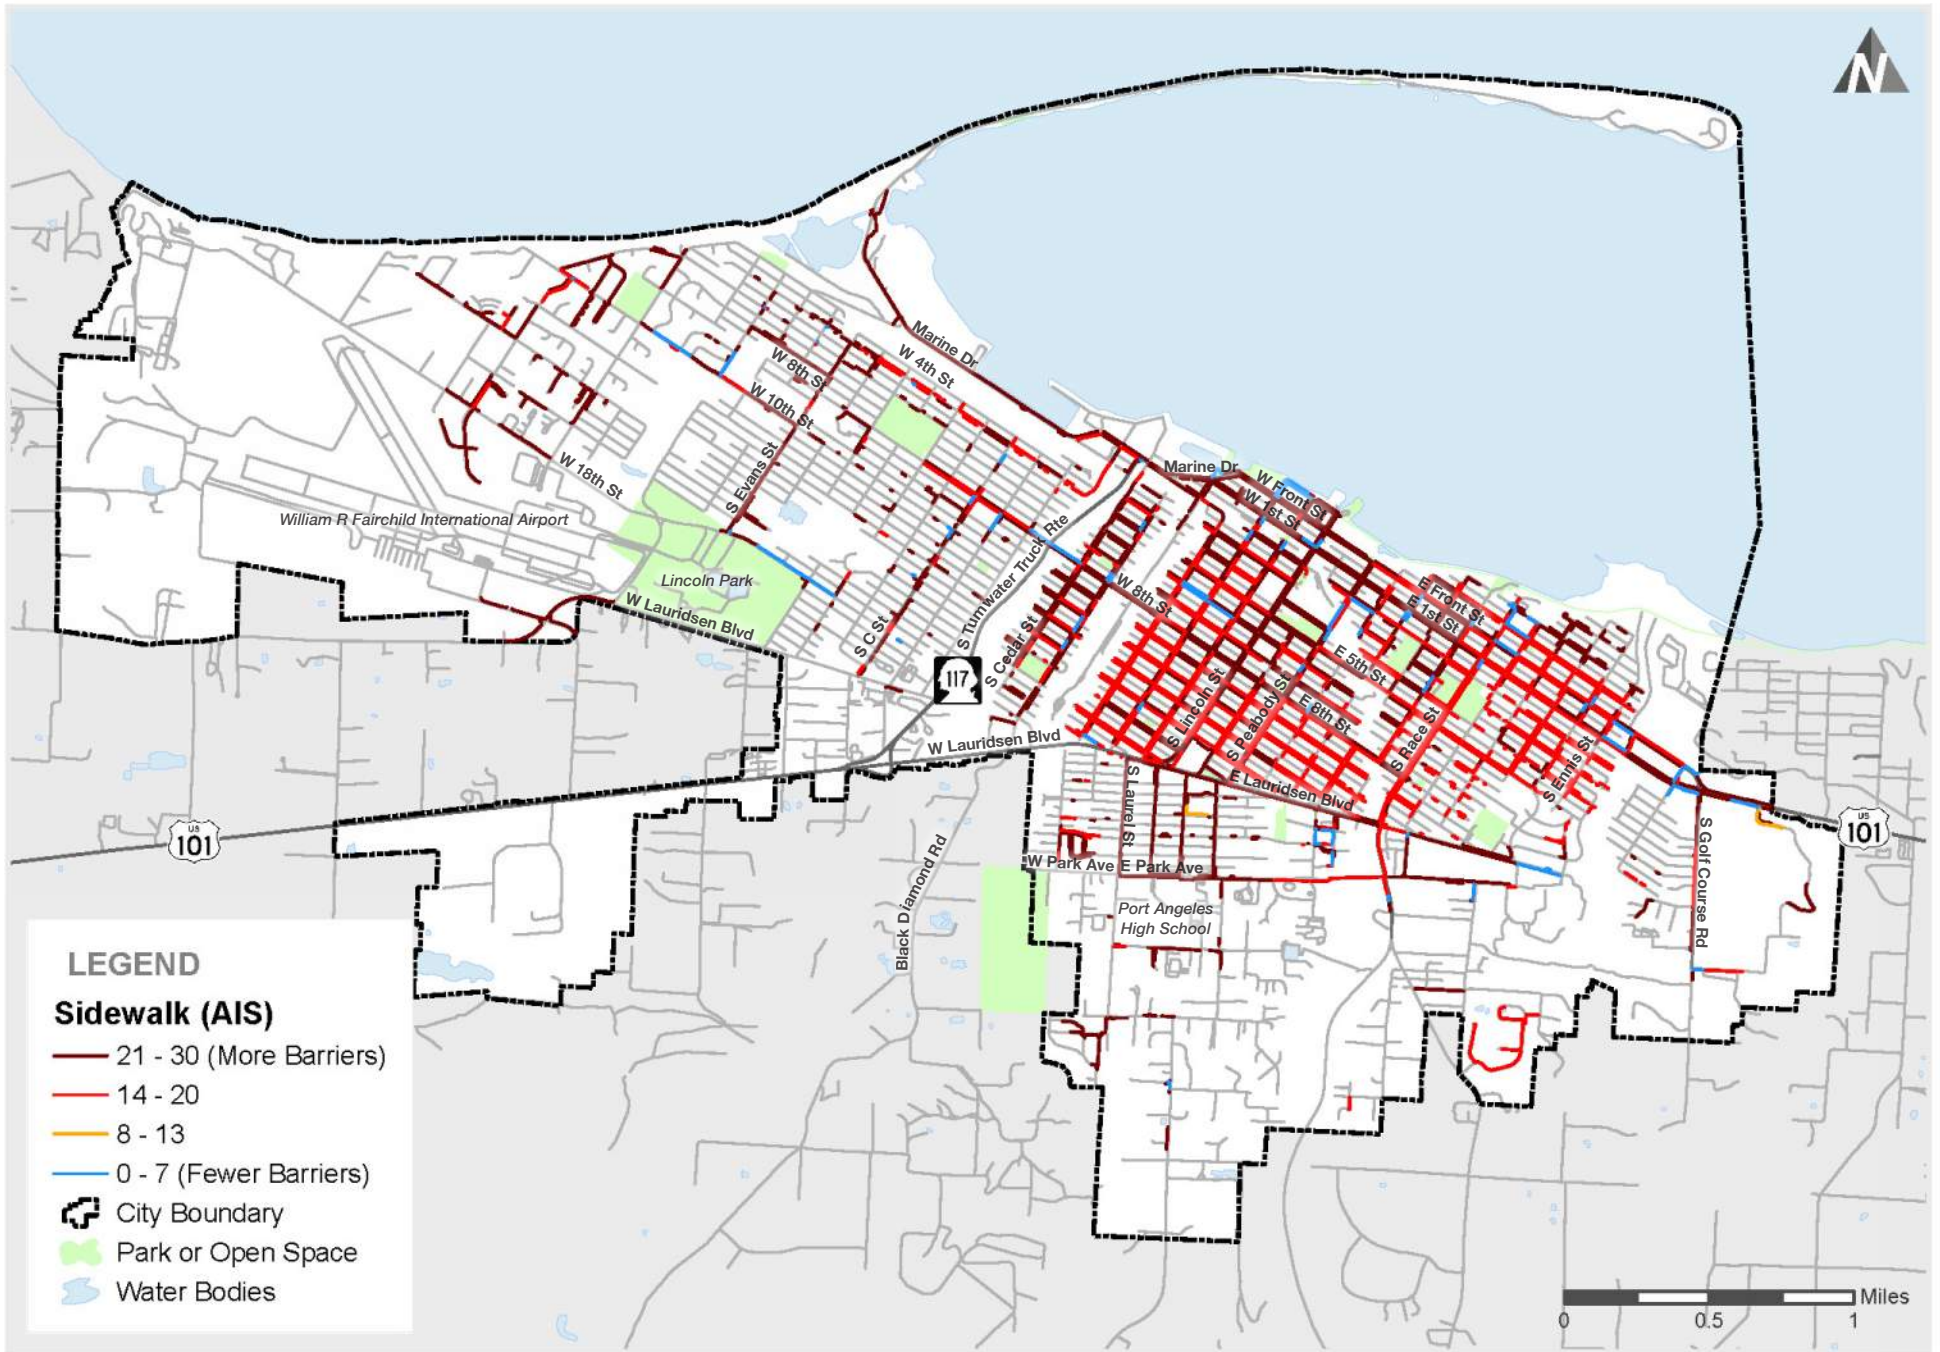 N
Marine Dr
W 4th St
W 8th S
W 10th St
W 18th St
S Evans St
William R Fairchild International Airport
Lincoln Park
W Lauridsen Blvd
S C St
S Tumwater Truck Rte
117
S Cedar St
Marine Dr
W Front St
W 1st St
W 8th St
E Front St
E 1st St
E 5th St
E 8th St
S Lincoln St
S Peabody St
S Race St
S Ennis St
W Lauridsen Blvd
E Lauridsen Blvd
S Laurel St
W Park Ave
E Park Ave
Port Angeles
High School
Black Diamond Rd
S Golf Course Rd
US
101
US
101
LEGEND
Sidewalk (AIS)
21 - 30 (More Barriers)
14 - 20
8 - 13
0 - 7 (Fewer Barriers)
City Boundary
Park or Open Space
Water Bodies
Miles
0 0.5 1